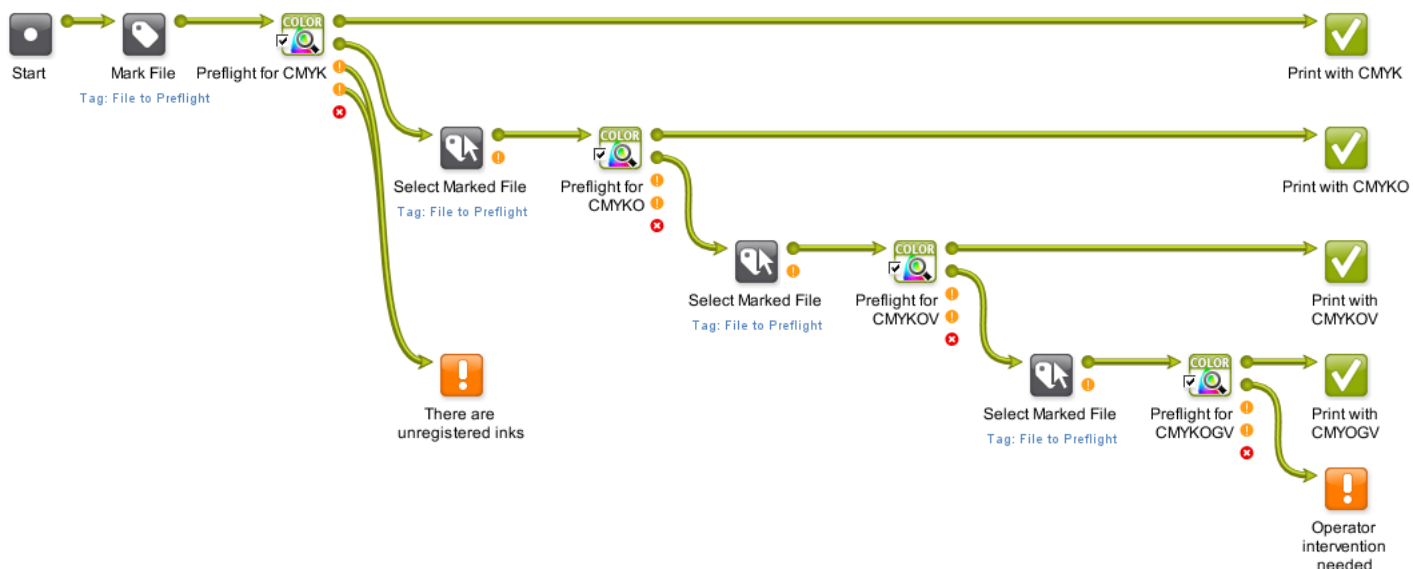 COLOR
Start
Mark File
Preflight for CMYK
Print with CMYK
Tag: File to Preflight
COLOR
Select Marked File
Preflight for
CMYKO
Print with CMYKO
Tag: File to Preflight
COLOR
Select Marked File
Preflight for
CMYKOV
Print with
CMYKOV
Tag: File to Preflight
COLOR
There are
unregistered inks
Select Marked File
Preflight for
CMYKOGV
Print with
CMYOGV
Tag: File to Preflight
Operator
intervention
needed